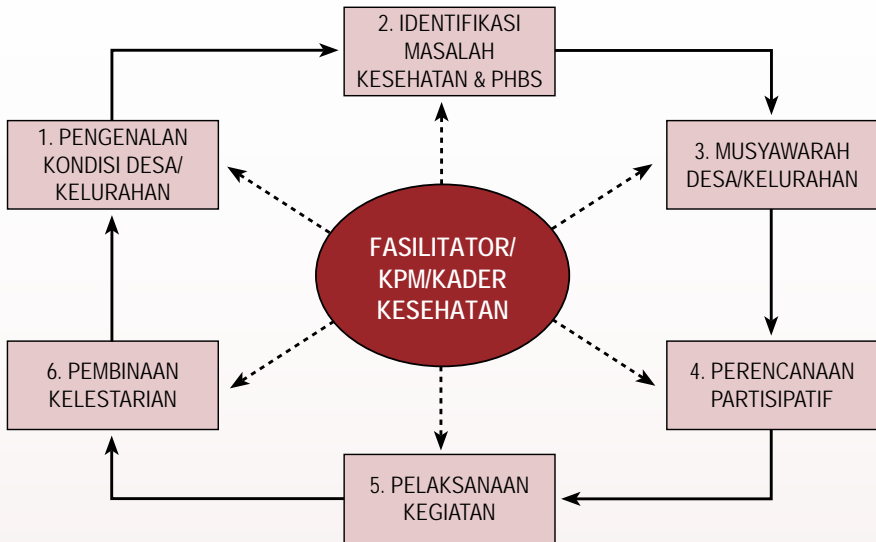 1. PENGENALAN
KONDISI DESA/
KELURAHAN
2. IDENTIFIKASI
MASALAH
KESEHATAN & PHBS
3. MUSYAWARAH
DESA/KELURAHAN
4. PERENCANAAN
PARTISIPATIF
5. PELAKSANAAN
KEGIATAN
6. PEMBINAAN
KELESTARIAN
FASILITATOR/
KPM/KADER
KESEHATAN